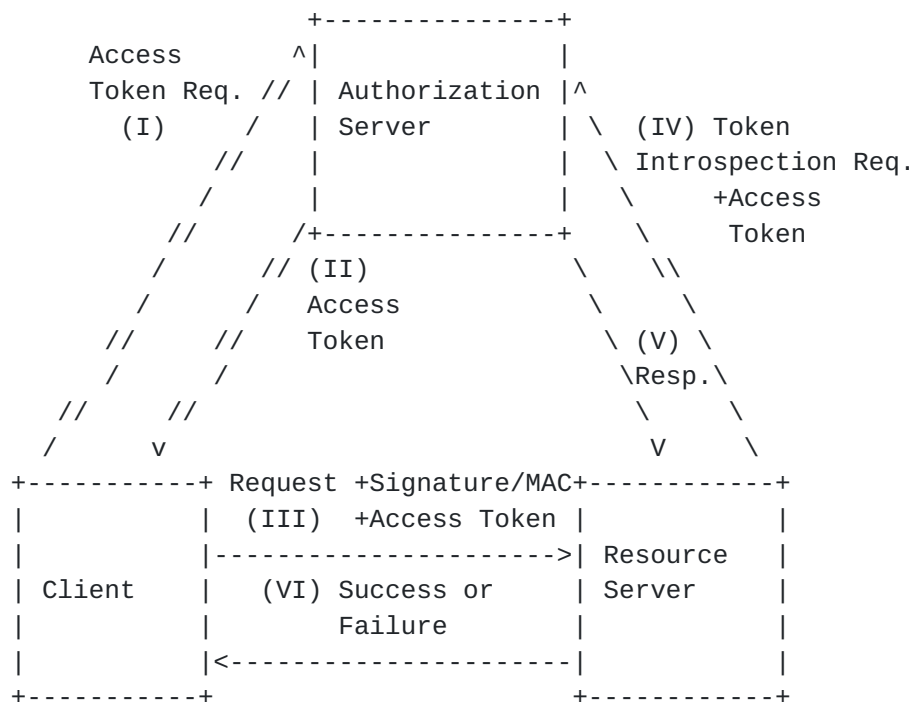 Access
Token Req. Authorization
(I) Server (IV) Token
Introspection Req.
+Access
Token
(II)
Access
Token (V)
Resp.
Request +Signature/MAC
(III) +Access Token
Resource
Client (VI) Success or Server
Failure